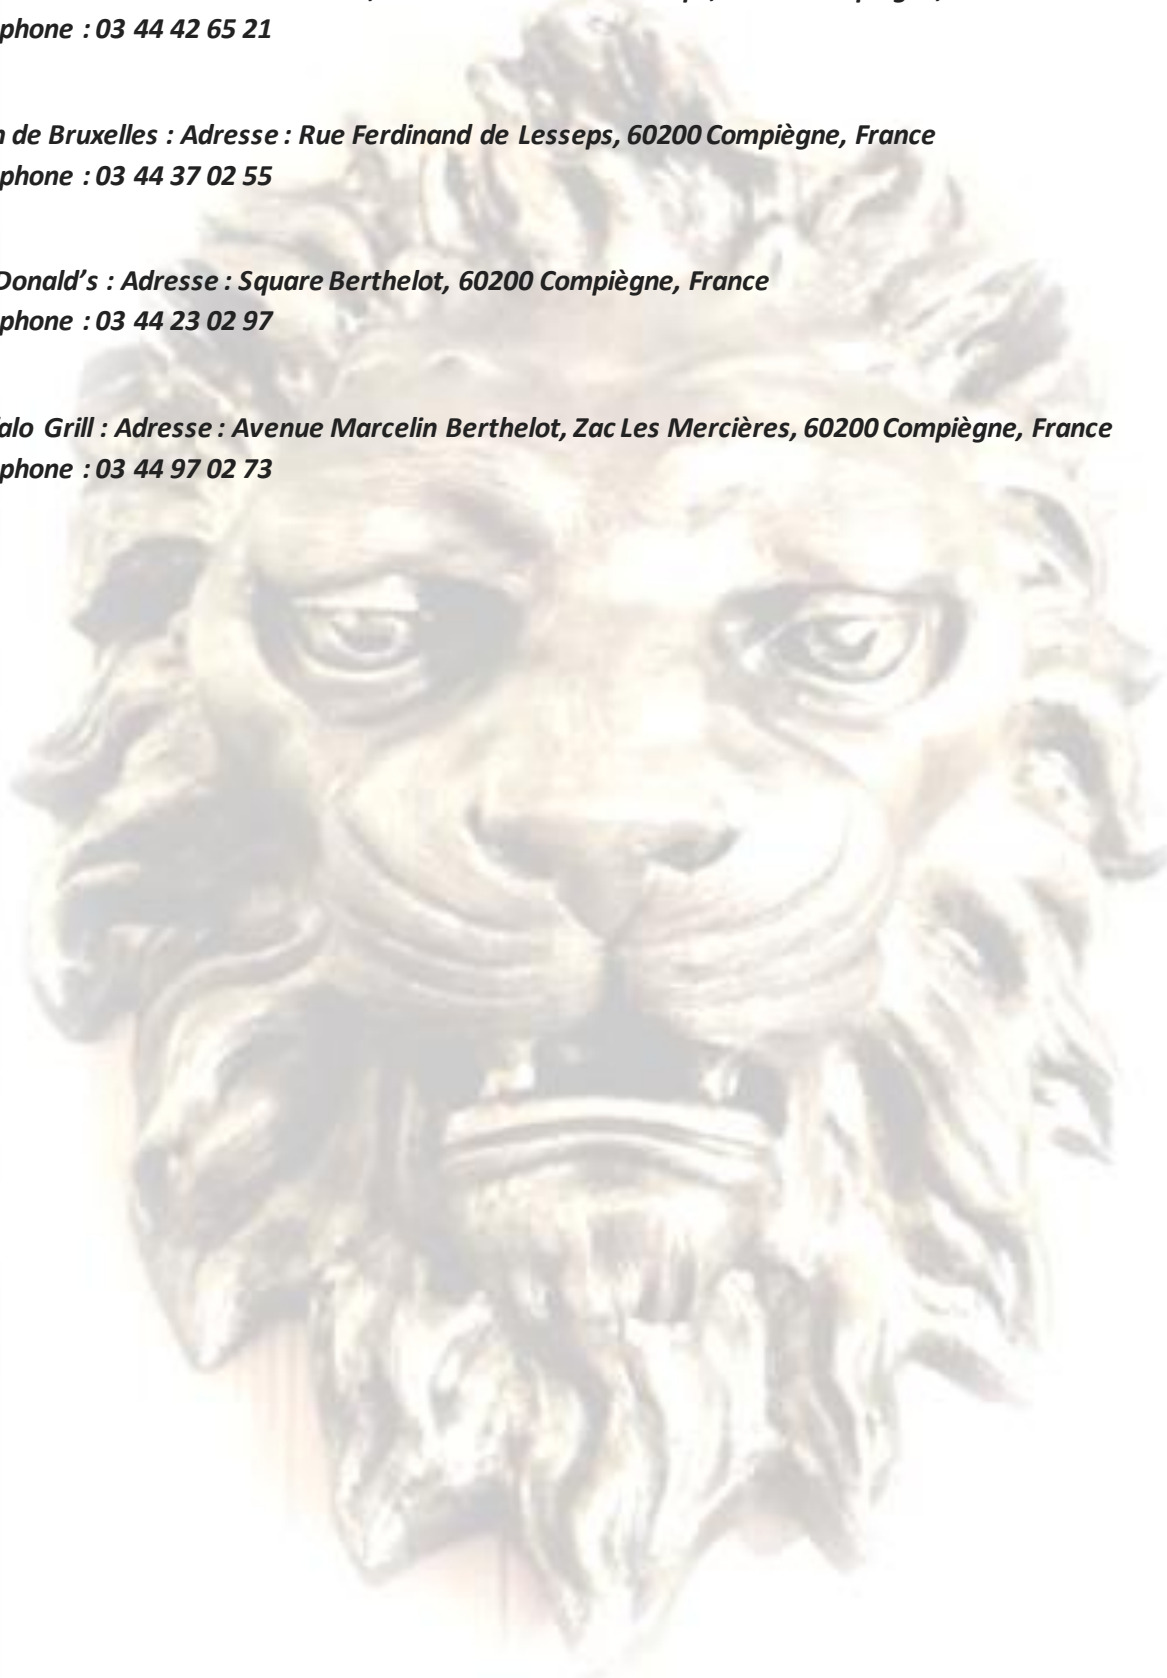 phone : 03 44 42 65 21
de Bruxelles : Adresse : Rue Ferdinand de Lesseps, 60200 Compiègne, France
phone : 03 44 37 02 55
Donald’s : Adresse : Square Berthelot, 60200 Compiègne, France
phone : 03 44 23 02 97
alo Grill : Adresse : Avenue Marcelin Berthelot, Zac Les Mercières, 60200 Compiègne, France
phone : 03 44 97 02 73